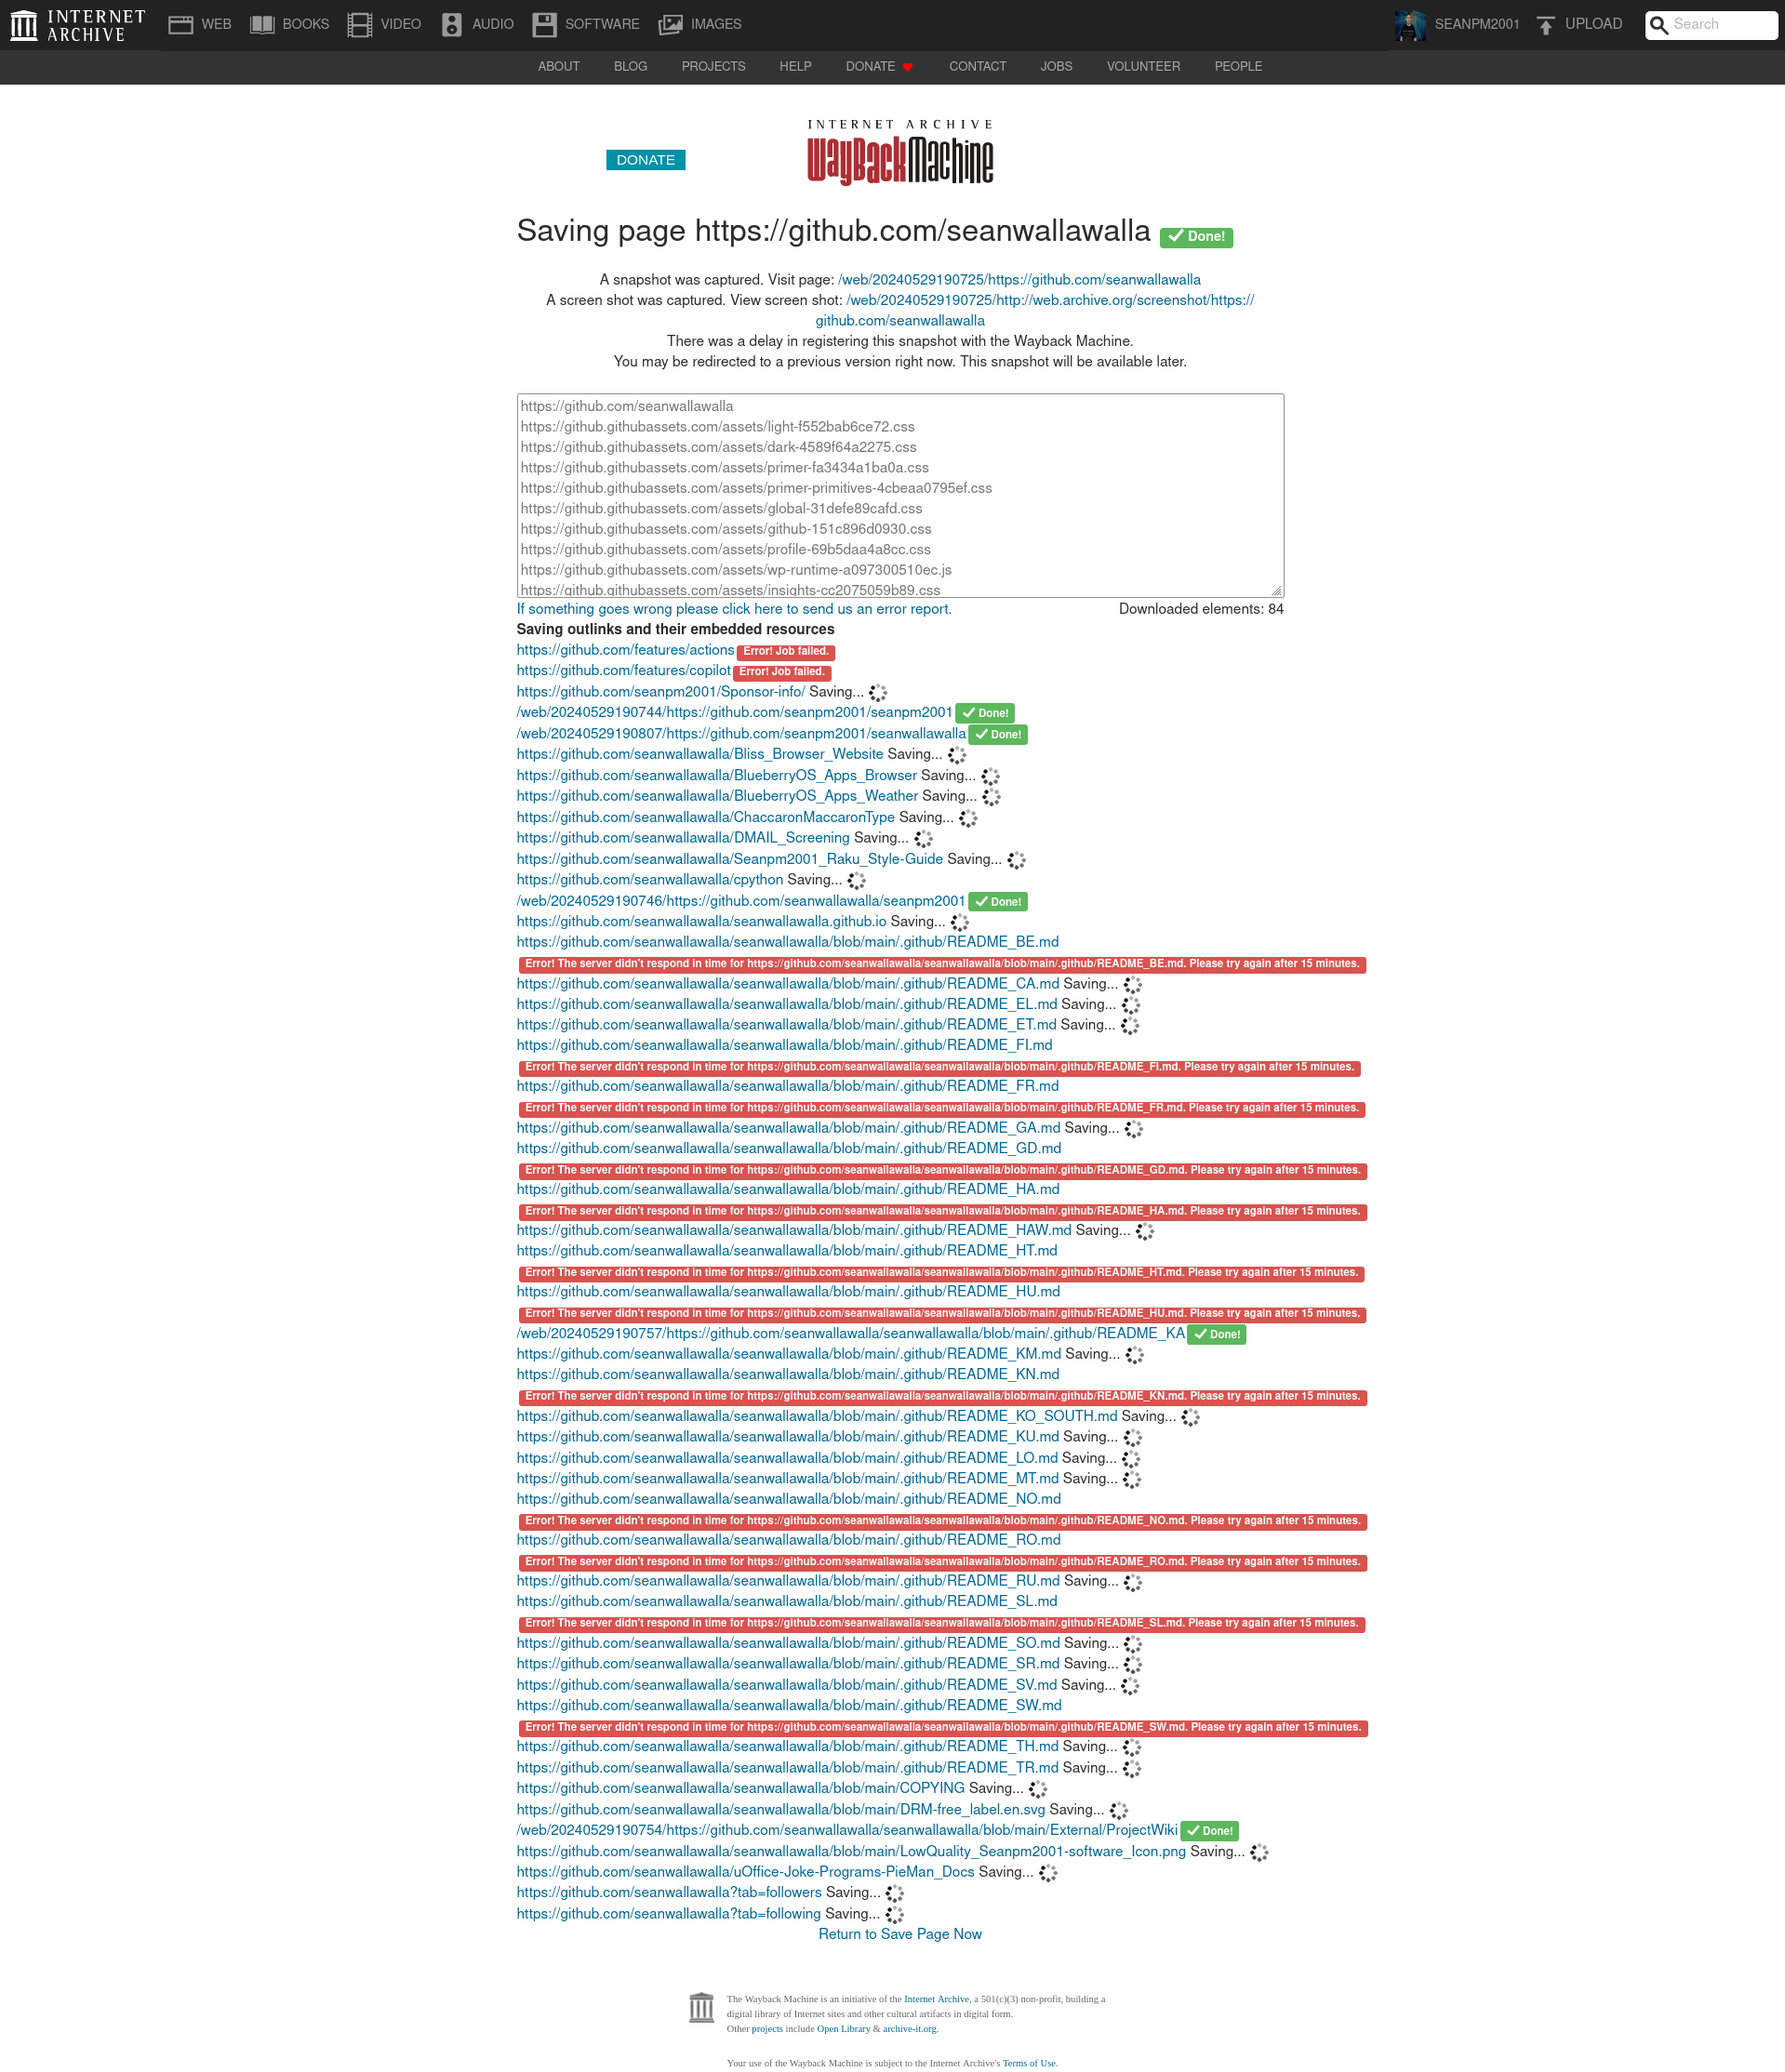 INTERNET ARCHIVE
WEB BOOKS VIDEO AUDIO SOFTWARE IMAGES SEANPM2001 UPLOAD Search
ABOUT BLOG PROJECTS HELP DONATE CONTACT JOBS VOLUNTEER PEOPLE
INTERNET ARCHIVE
DONATE WayBackMachine
Saving page https://github.com/seanwallawalla Done!
A snapshot was captured. Visit page: /web/20240529190725/https://github.com/seanwallawalla
A screen shot was captured. View screen shot: /web/20240529190725/http://web.archive.org/screenshot/https://
github.com/seanwallawalla
There was a delay in registering this snapshot with the Wayback Machine.
You may be redirected to a previous version right now. This snapshot will be available later.
https://github.com/seanwallawalla
https://github.githubassets.com/assets/light-f552bab6ce72.css
https://github.githubassets.com/assets/dark-4589f64a2275.css
https://github.githubassets.com/assets/primer-fa3434a1ba0a.css
https://github.githubassets.com/assets/primer-primitives-4cbeaa0795ef.css
https://github.githubassets.com/assets/global-31defe89cafd.css
https://github.githubassets.com/assets/github-151c896d0930.css
https://github.githubassets.com/assets/profile-69b5daa4a8cc.css
https://github.githubassets.com/assets/wp-runtime-a097300510ec.js
https://github.githubassets.com/assets/insights-cc2075059b89.css
If something goes wrong please click here to send us an error report. Downloaded elements: 84
Saving outlinks and their embedded resources
https://github.com/features/actions Error! Job failed.
https://github.com/features/copilot Error! Job failed.
https://github.com/seanpm2001/Sponsor-info/ Saving...
/web/20240529190744/https://github.com/seanpm2001/seanpm2001 Done!
/web/20240529190807/https://github.com/seanpm2001/seanwallawalla Done!
https://github.com/seanwallawalla/Bliss_Browser_Website Saving...
https://github.com/seanwallawalla/BlueberryOS_Apps_Browser Saving...
https://github.com/seanwallawalla/BlueberryOS_Apps_Weather Saving...
https://github.com/seanwallawalla/ChaccaronMaccaronType Saving...
https://github.com/seanwallawalla/DMAIL_Screening Saving...
https://github.com/seanwallawalla/Seanpm2001_Raku_Style-Guide Saving...
https://github.com/seanwallawalla/cpython Saving...
/web/20240529190746/https://github.com/seanwallawalla/seanpm2001 Done!
https://github.com/seanwallawalla/seanwallawalla.github.io Saving...
https://github.com/seanwallawalla/seanwallawalla/blob/main/.github/README_BE.md
Error! The server didn't respond in time for https://github.com/seanwallawalla/seanwallawalla/blob/main/.github/README_BE.md. Please try again after 15 minutes.
https://github.com/seanwallawalla/seanwallawalla/blob/main/.github/README_CA.md Saving...
https://github.com/seanwallawalla/seanwallawalla/blob/main/.github/README_EL.md Saving...
https://github.com/seanwallawalla/seanwallawalla/blob/main/.github/README_ET.md Saving...
https://github.com/seanwallawalla/seanwallawalla/blob/main/.github/README_FI.md
Error! The server didn't respond in time for https://github.com/seanwallawalla/seanwallawalla/blob/main/.github/README_FI.md. Please try again after 15 minutes.
https://github.com/seanwallawalla/seanwallawalla/blob/main/.github/README_FR.md
Error! The server didn't respond in time for https://github.com/seanwallawalla/seanwallawalla/blob/main/.github/README_FR.md. Please try again after 15 minutes.
https://github.com/seanwallawalla/seanwallawalla/blob/main/.github/README_GA.md Saving...
https://github.com/seanwallawalla/seanwallawalla/blob/main/.github/README_GD.md
Error! The server didn't respond in time for https://github.com/seanwallawalla/seanwallawalla/blob/main/.github/README_GD.md. Please try again after 15 minutes.
https://github.com/seanwallawalla/seanwallawalla/blob/main/.github/README_HA.md
Error! The server didn't respond in time for https://github.com/seanwallawalla/seanwallawalla/blob/main/.github/README_HA.md. Please try again after 15 minutes.
https://github.com/seanwallawalla/seanwallawalla/blob/main/.github/README_HAW.md Saving...
https://github.com/seanwallawalla/seanwallawalla/blob/main/.github/README_HT.md
Error! The server didn't respond in time for https://github.com/seanwallawalla/seanwallawalla/blob/main/.github/README_HT.md. Please try again after 15 minutes.
https://github.com/seanwallawalla/seanwallawalla/blob/main/.github/README_HU.md
Error! The server didn't respond in time for https://github.com/seanwallawalla/seanwallawalla/blob/main/.github/README_HU.md. Please try again after 15 minutes.
/web/20240529190757/https://github.com/seanwallawalla/seanwallawalla/blob/main/.github/README_KA Done!
https://github.com/seanwallawalla/seanwallawalla/blob/main/.github/README_KM.md Saving...
https://github.com/seanwallawalla/seanwallawalla/blob/main/.github/README_KN.md
Error! The server didn't respond in time for https://github.com/seanwallawalla/seanwallawalla/blob/main/.github/README_KN.md. Please try again after 15 minutes.
https://github.com/seanwallawalla/seanwallawalla/blob/main/.github/README_KO_SOUTH.md Saving...
https://github.com/seanwallawalla/seanwallawalla/blob/main/.github/README_KU.md Saving...
https://github.com/seanwallawalla/seanwallawalla/blob/main/.github/README_LO.md Saving...
https://github.com/seanwallawalla/seanwallawalla/blob/main/.github/README_MT.md Saving...
https://github.com/seanwallawalla/seanwallawalla/blob/main/.github/README_NO.md
Error! The server didn't respond in time for https://github.com/seanwallawalla/seanwallawalla/blob/main/.github/README_NO.md. Please try again after 15 minutes.
https://github.com/seanwallawalla/seanwallawalla/blob/main/.github/README_RO.md
Error! The server didn't respond in time for https://github.com/seanwallawalla/seanwallawalla/blob/main/.github/README_RO.md. Please try again after 15 minutes.
https://github.com/seanwallawalla/seanwallawalla/blob/main/.github/README_RU.md Saving...
https://github.com/seanwallawalla/seanwallawalla/blob/main/.github/README_SL.md
Error! The server didn't respond in time for https://github.com/seanwallawalla/seanwallawalla/blob/main/.github/README_SL.md. Please try again after 15 minutes.
https://github.com/seanwallawalla/seanwallawalla/blob/main/.github/README_SO.md Saving...
https://github.com/seanwallawalla/seanwallawalla/blob/main/.github/README_SR.md Saving...
https://github.com/seanwallawalla/seanwallawalla/blob/main/.github/README_SV.md Saving...
https://github.com/seanwallawalla/seanwallawalla/blob/main/.github/README_SW.md
Error! The server didn't respond in time for https://github.com/seanwallawalla/seanwallawalla/blob/main/.github/README_SW.md. Please try again after 15 minutes.
https://github.com/seanwallawalla/seanwallawalla/blob/main/.github/README_TH.md Saving...
https://github.com/seanwallawalla/seanwallawalla/blob/main/.github/README_TR.md Saving...
https://github.com/seanwallawalla/seanwallawalla/blob/main/COPYING Saving...
https://github.com/seanwallawalla/seanwallawalla/blob/main/DRM-free_label.en.svg Saving...
/web/20240529190754/https://github.com/seanwallawalla/seanwallawalla/blob/main/External/ProjectWiki Done!
https://github.com/seanwallawalla/seanwallawalla/blob/main/LowQuality_Seanpm2001-software_Icon.png Saving...
https://github.com/seanwallawalla/uOffice-Joke-Programs-PieMan_Docs Saving...
https://github.com/seanwallawalla?tab=followers Saving...
https://github.com/seanwallawalla?tab=following Saving...
Return to Save Page Now
The Wayback Machine is an initiative of the Internet Archive, a 501(c)(3) non-profit, building a
digital library of Internet sites and other cultural artifacts in digital form.
Other projects include Open Library & archive-it.org.
Your use of the Wayback Machine is subject to the Internet Archive's Terms of Use.